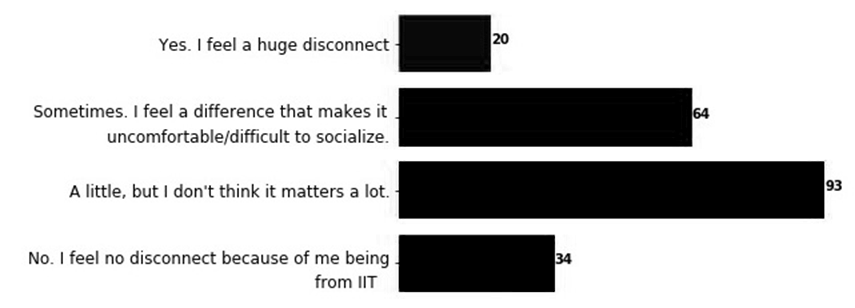 Yes. I feel a huge disconnect
20
Sometimes. I feel a difference that makes it
uncomfortable/difficult to socialize.
64
A little, but I don't think it matters a lot.
93
No. I feel no disconnect because of me being
from IIT
34